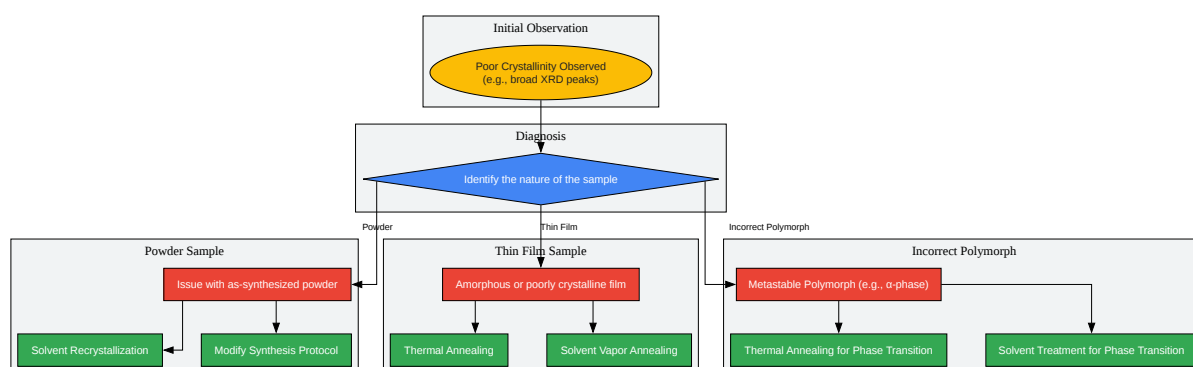 Initial Observation
Poor Crystallinity Observed
(e.g., broad XRD peaks)
Diagnosis
Identify the nature of the sample
Powder
Thin Film
Incorrect Polymorph
Powder Sample
Thin Film Sample
Incorrect Polymorph
Issue with as-synthesized powder
Amorphous or poorly crystalline film
Metastable Polymorph (e.g., α-phase)
Solvent Recrystallization
Modify Synthesis Protocol
Thermal Annealing
Solvent Vapor Annealing
Thermal Annealing for Phase Transition
Solvent Treatment for Phase Transition